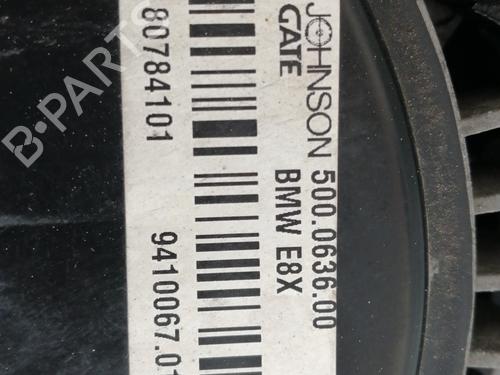 JOHNSON 500.0636.00
GATE BMW E8X
80784101 9410067.01
B-PARTS